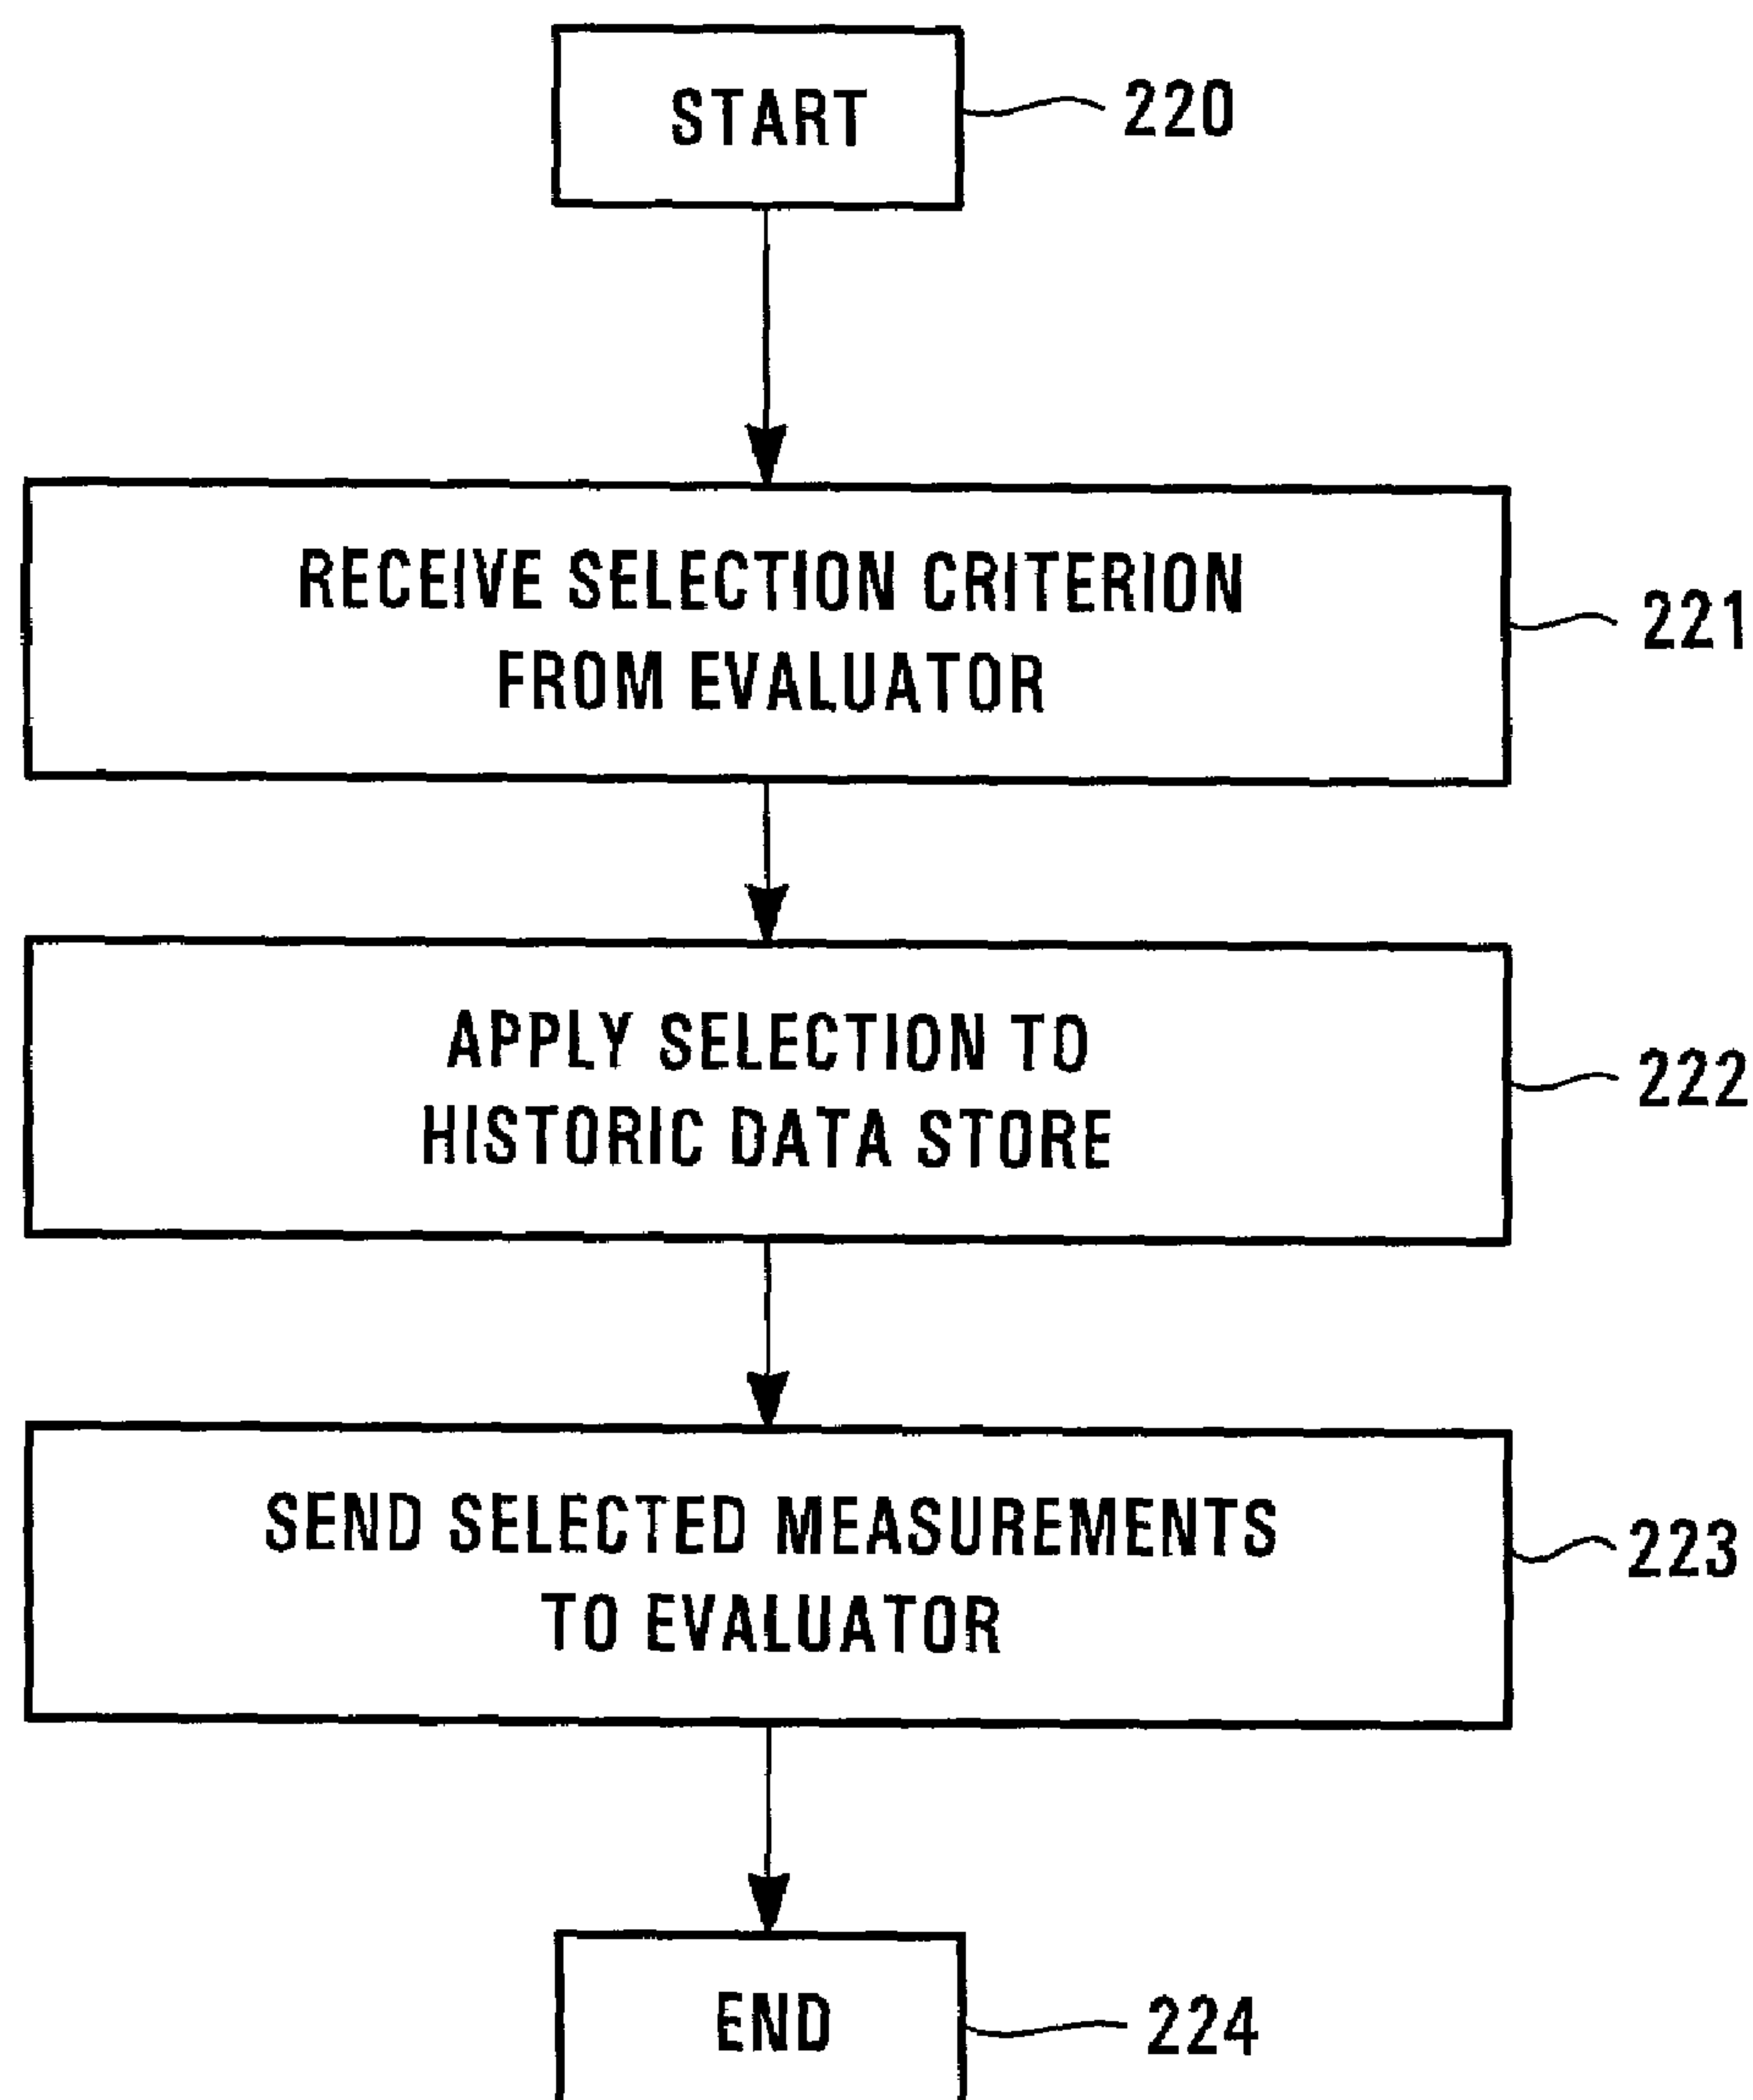 START
220
RECEIVE SELECTION CRITERION
FROM EVALUATOR
221
APPLY SELECTION TO
HISTORIC DATA STORE
222
SEND SELECTED MEASUREMENTS
TO EVALUATOR
223
END
224